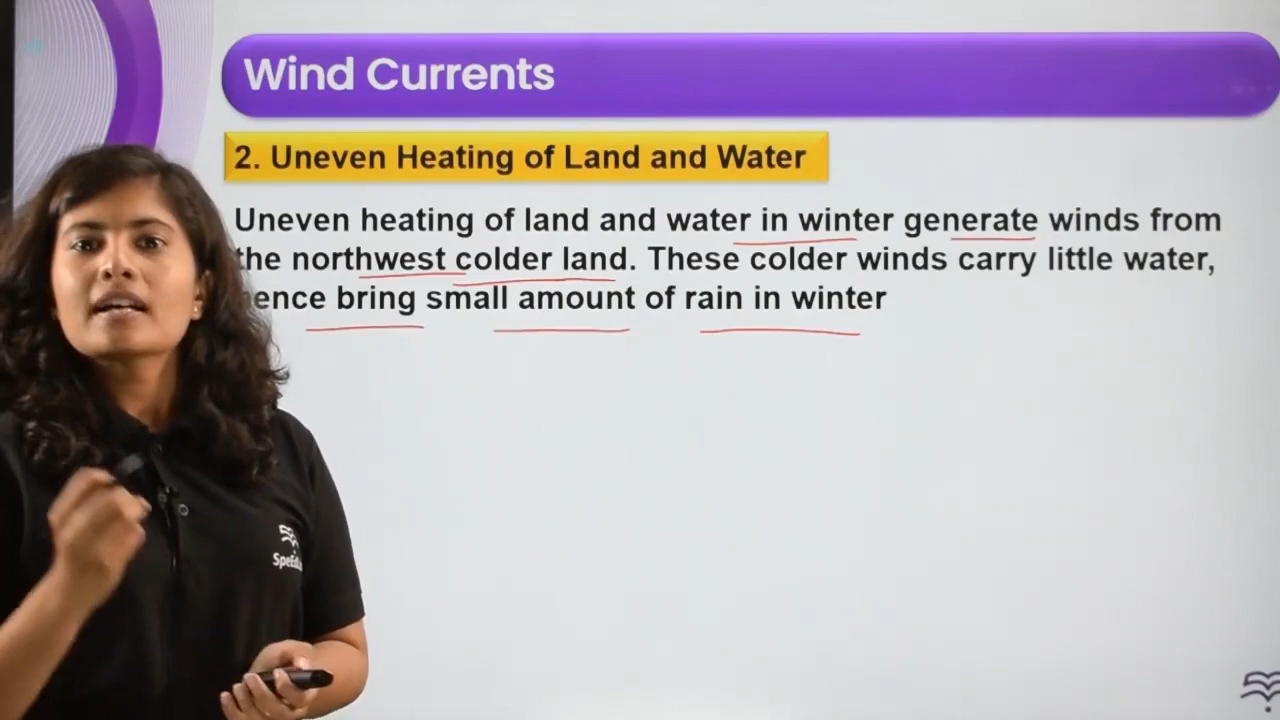 Wind Currents
2. Uneven Heating of Land and Water
Uneven heating of land and water in winter generate winds from
the northwest colder land. These colder winds carry little water,
hence bring small amount of rain in winter